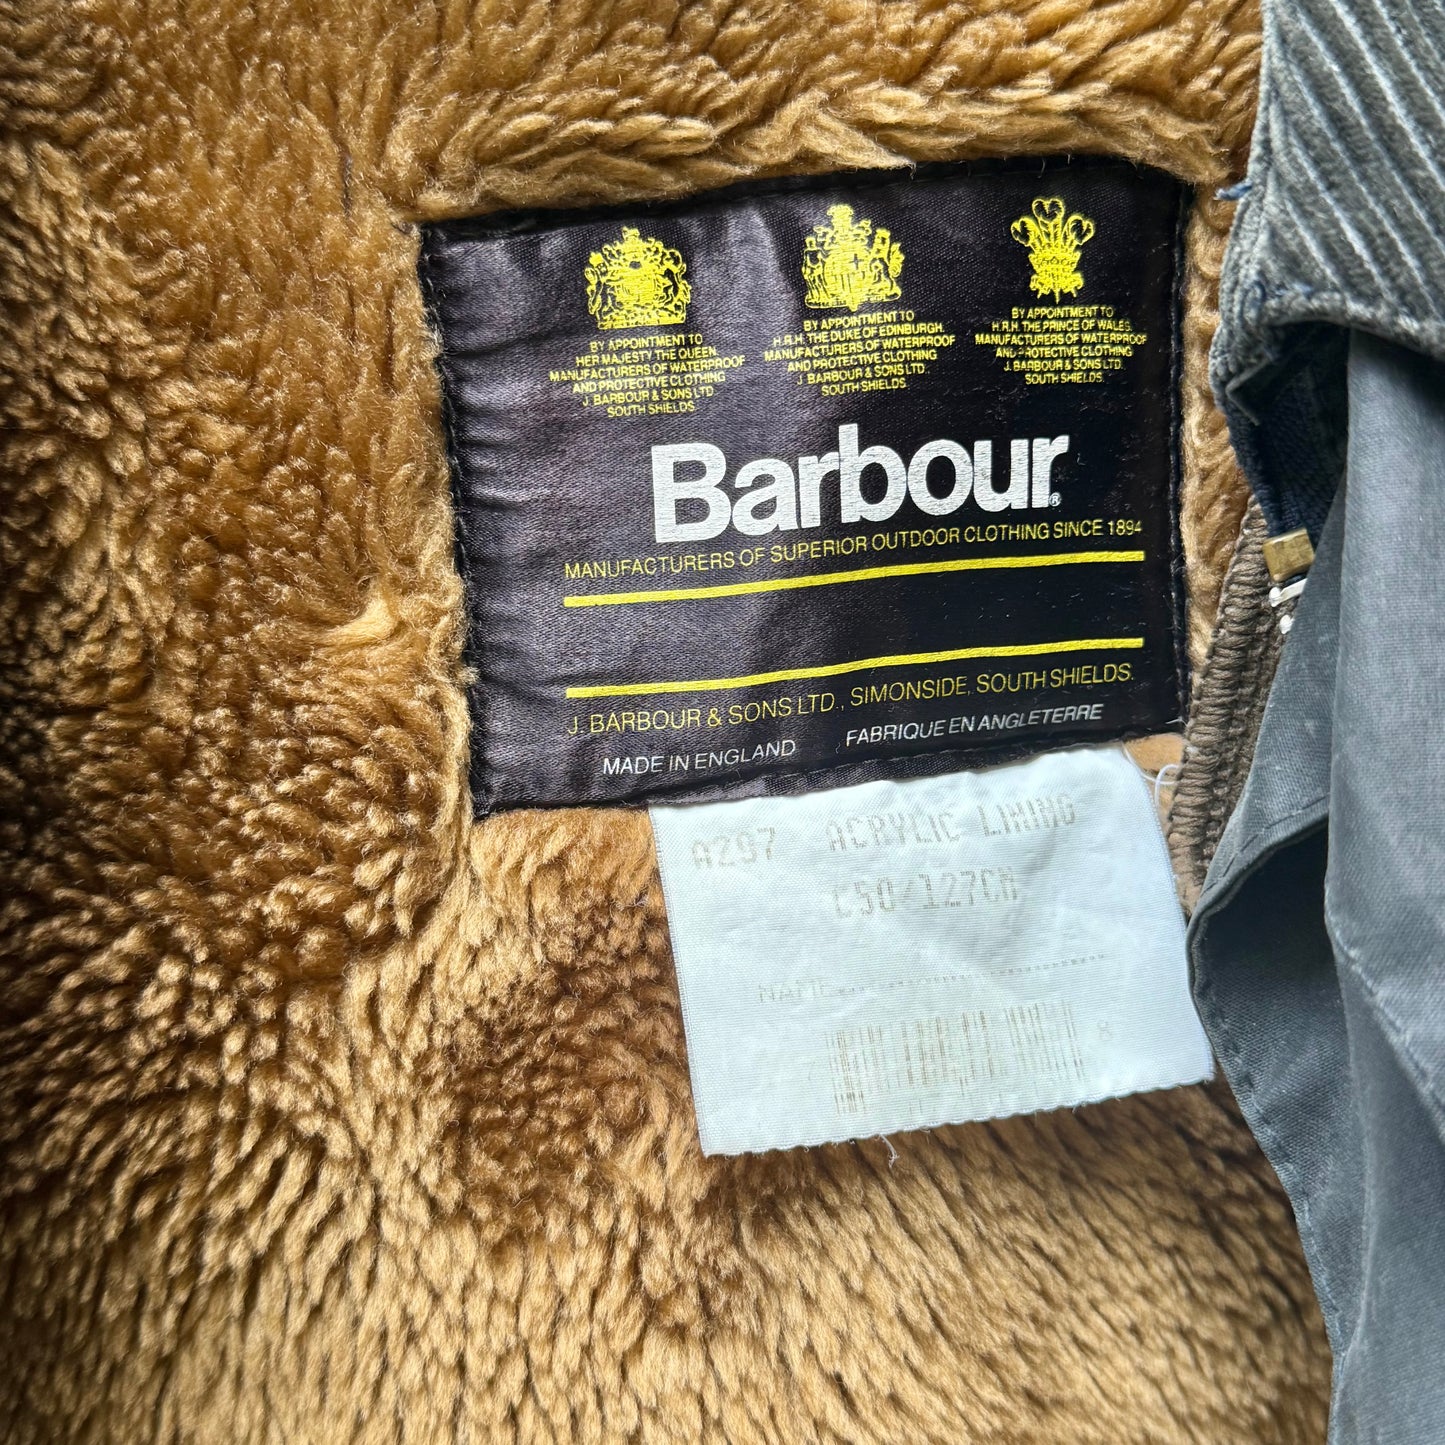 BY APPOINTMENT TO
HER MAJESTY THE QUEEN
MANUFACTURERS OF WATERPROOF
AND PROTECTIVE CLOTHING
J. BARBOUR & SONS LTD.
SOUTH SHIELDS.
BY APPOINTMENT TO
H.R.H. THE DUKE OF EDINBURGH.
MANUFACTURERS OF WATERPROOF
AND PROTECTIVE CLOTHING
J. BARBOUR & SONS LTD.
SOUTH SHIELDS.
BY APPOINTMENT TO
H.R.H. THE PRINCE OF WALES.
MANUFACTURERS OF WATERPROOF
AND PROTECTIVE CLOTHING
J. BARBOUR & SONS LTD.
SOUTH SHIELDS.
Barbour®
MANUFACTURERS OF SUPERIOR OUTDOOR CLOTHING SINCE 1894
J. BARBOUR & SONS LTD., SIMONSIDE, SOUTH SHIELDS.
MADE IN ENGLAND FABRIQUE EN ANGLETERRE
A297 ACRYLIC LINING
C50/127CM
NAME
8